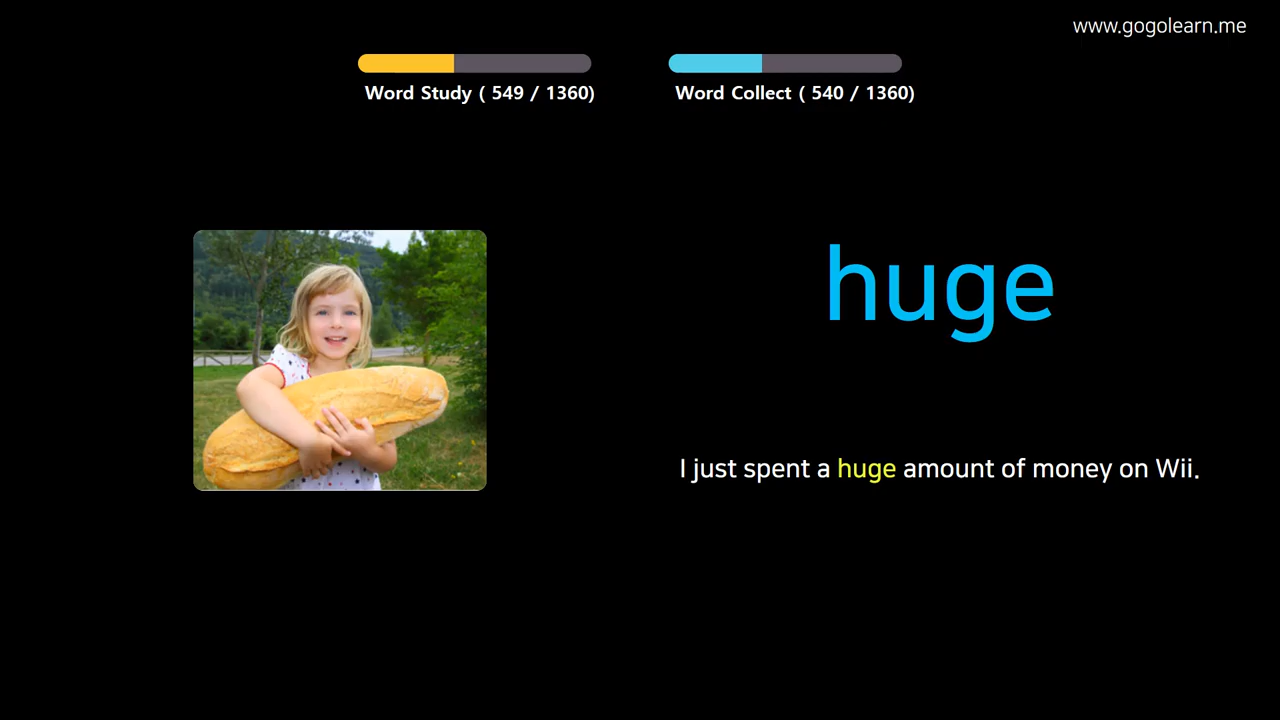 www.gogolearn.me
Word Study ( 549 / 1360)
Word Collect ( 540 / 1360)
huge
I just spent a huge amount of money on Wii.